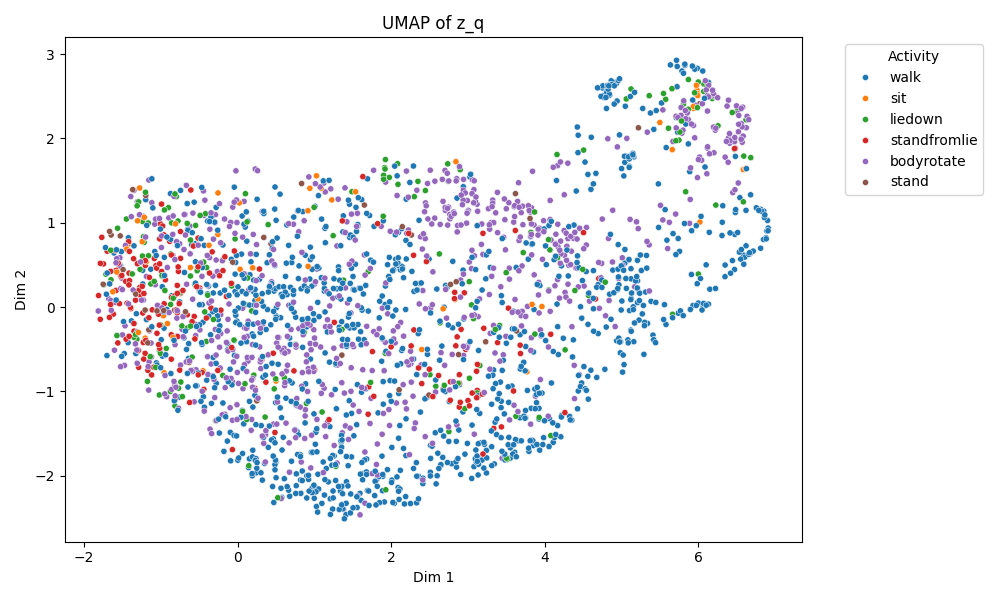 UMAP of z_q
Activity
walk
sit
liedown
standfromlie
bodyrotate
stand
3
2
1
0
−1
−2
Dim 2
−2
0
2
4
6
Dim 1